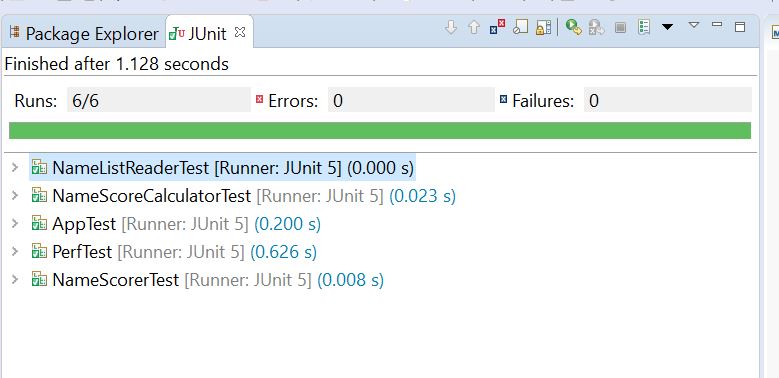 Package Explorer JUnit
Finished after 1.128 seconds
Runs: 6/6 Errors: 0 Failures: 0
NameListReaderTest [Runner: JUnit 5] (0.000 s)
NameScoreCalculatorTest [Runner: JUnit 5] (0.023 s)
AppTest [Runner: JUnit 5] (0.200 s)
PerfTest [Runner: JUnit 5] (0.626 s)
NameScorerTest [Runner: JUnit 5] (0.008 s)